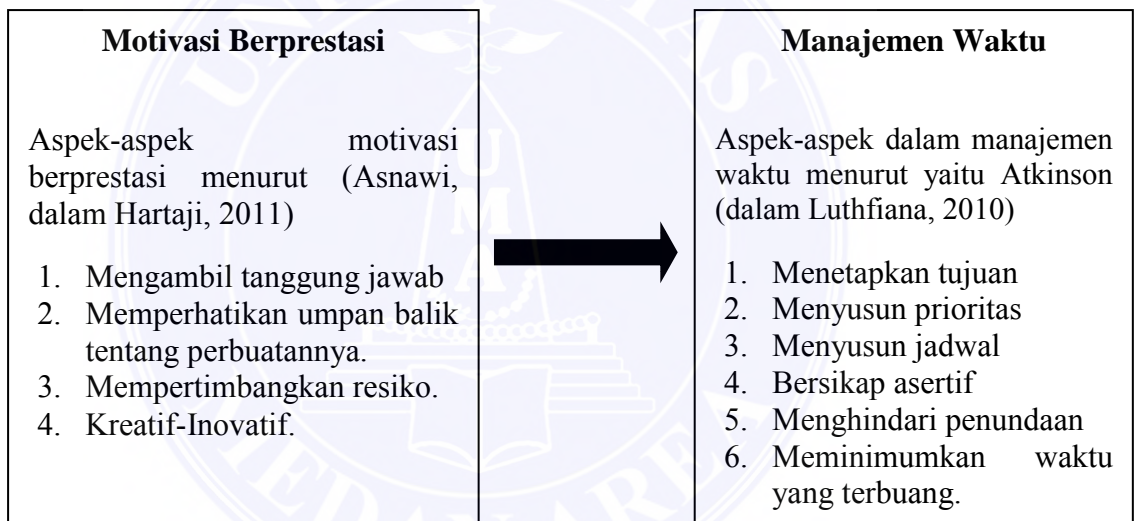 Motivasi Berprestasi
Aspek-aspek motivasi
berprestasi menurut (Asnawi,
dalam Hartaji, 2011)
1. Mengambil tanggung jawab
2. Memperhatikan umpan balik
tentang perbuatannya.
3. Mempertimbangkan resiko.
4. Kreatif-Inovatif.
Manajemen Waktu
Aspek-aspek dalam manajemen
waktu menurut yaitu Atkinson
(dalam Luthfiana, 2010)
1. Menetapkan tujuan
2. Menyusun prioritas
3. Menyusun jadwal
4. Bersikap asertif
5. Menghindari penundaan
6. Meminimumkan waktu
yang terbuang.
UMA